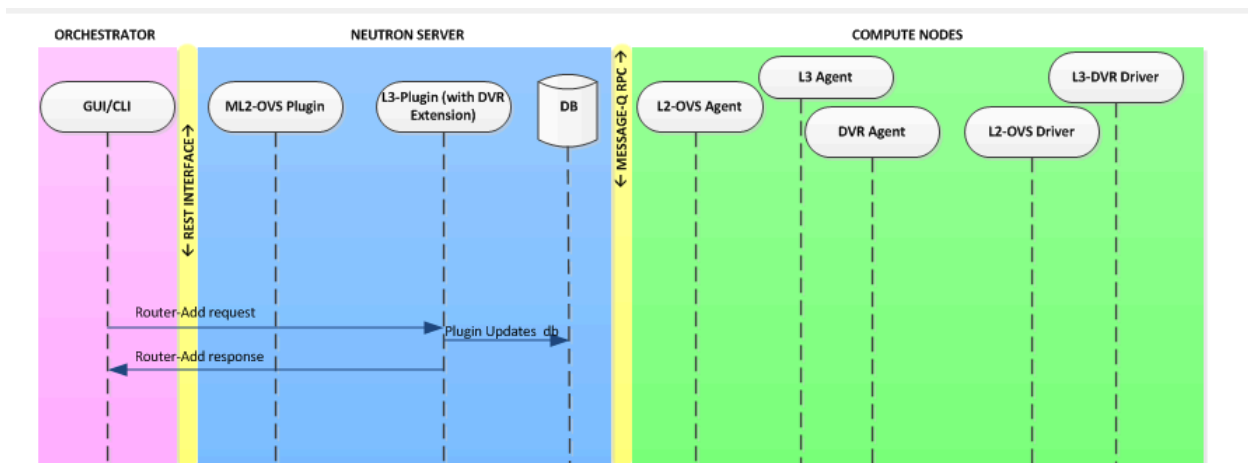 ORCHESTRATOR
NEUTRON SERVER
COMPUTE NODES
GUI/CLI
← REST INTERFACE →
ML2-OVS Plugin
L3-Plugin (with DVR
Extension)
DB
← MESSAGE-Q RPC →
L2-OVS Agent
L3 Agent
DVR Agent
L2-OVS Driver
L3-DVR Driver
Router-Add request
Plugin Updates db
Router-Add response